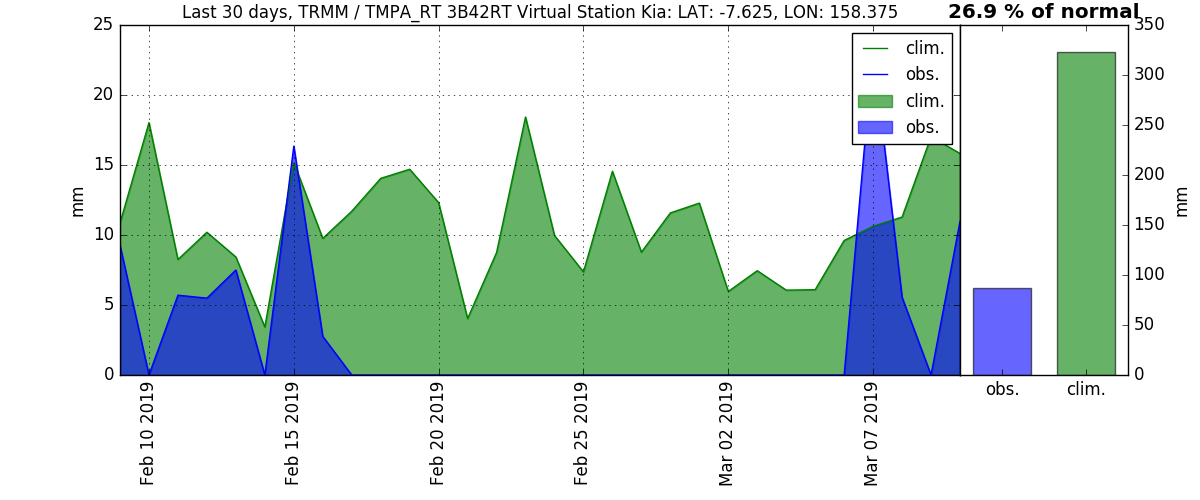 Last 30 days, TRMM / TMPA_RT 3B42RT Virtual Station Kia: LAT: -7.625, LON: 158.375
26.9 % of normal
25
20
15
10
5
0
mm
clim.
obs.
clim.
obs.
Feb 10 2019
Feb 15 2019
Feb 20 2019
Feb 25 2019
Mar 02 2019
Mar 07 2019
350
300
250
200
150
100
50
0
mm
obs.
clim.